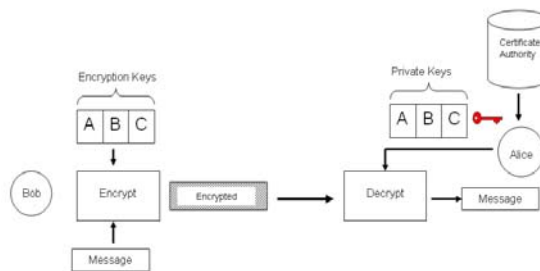 Certificate
Authority
Encryption Keys
Private Keys
A B C
A B C
Alice
Bob
Encrypt
Encrypted
Decrypt
Message
Message